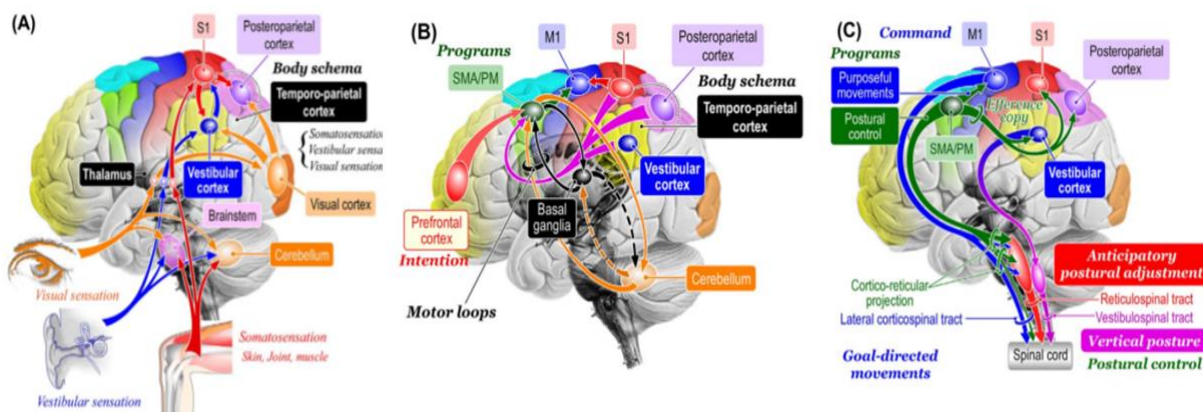 (A)
S1
Posteroparietal
cortex
Body schema
Temporo-parietal
cortex
Somatosensation
Vestibular sensa
Visual sensation
Thalamus
Vestibular
cortex
Visual cortex
Brainstem
Cerebellum
Visual sensation
Somatosensation
Skin, Joint, muscle
Vestibular sensation
(B)
M1
S1
Posteroparietal
cortex
Programs
SMA/PM
Body schema
Temporo-parietal
cortex
Vestibular
cortex
Prefrontal
cortex
Intention
Basal
ganglia
Cerebellum
Motor loops
(C)
Command
M1
S1
Posteroparietal
cortex
Programs
Purposeful
movements
Efference
copy
Postural
control
SMA/PM
Vestibular
cortex
Anticipatory
postural adjustment
Cortico-reticular
projection
Reticulospinal tract
Lateral corticospinal tract
Vestibulospinal tract
Goal-directed
movements
Spinal cord
Vertical posture
Postural control